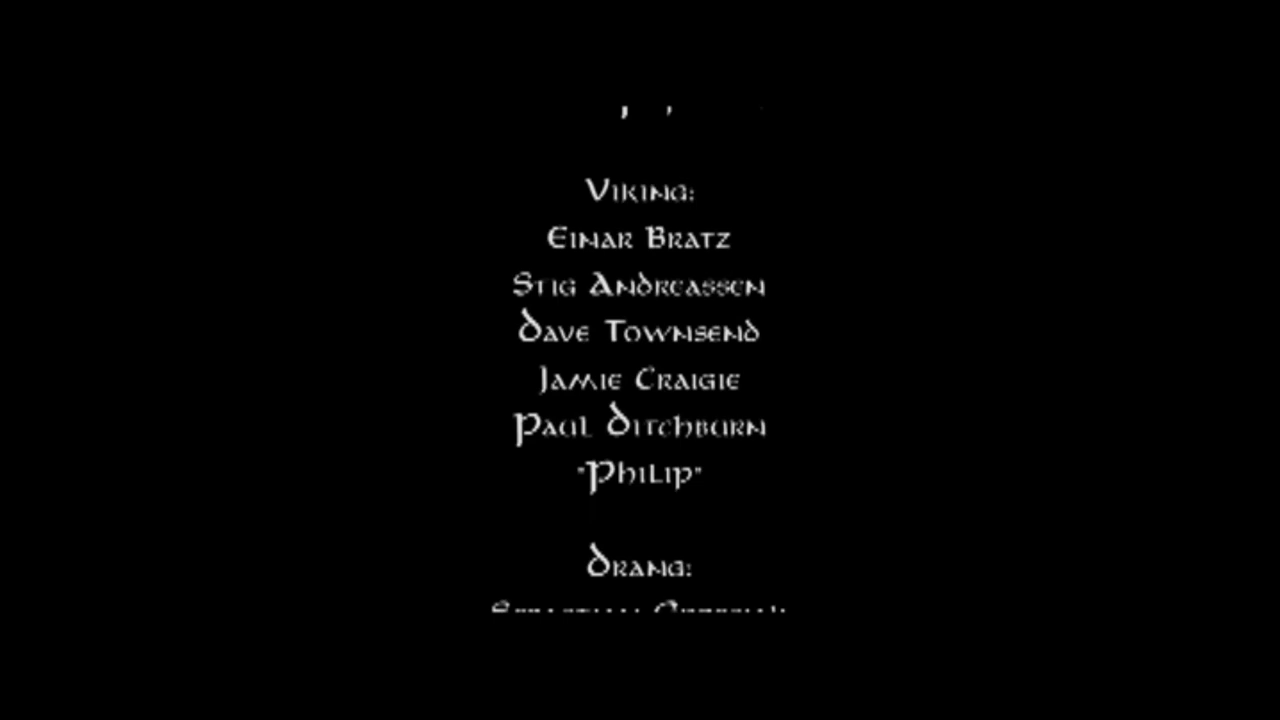 Viking:
Einar Bratz
Stig Andreassen
Dave Townsend
Jamie Craigie
Paul Ditchburn
"Philip"
Drang: